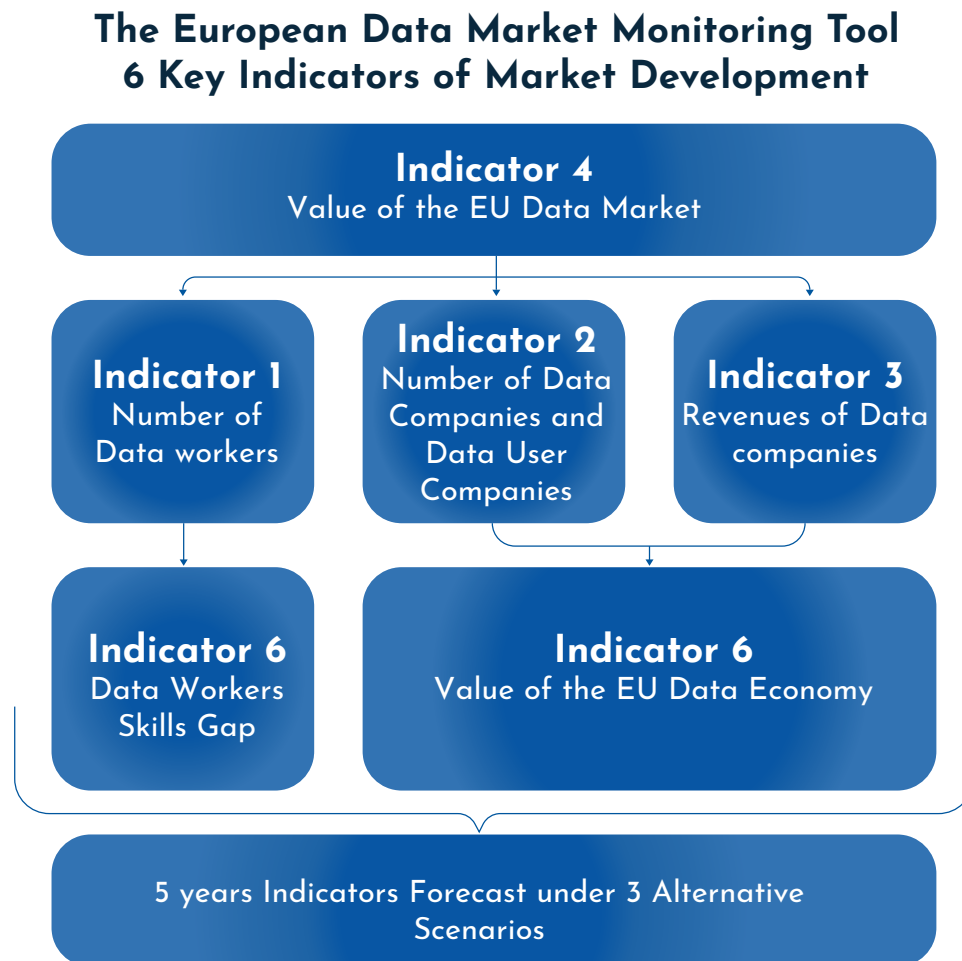 The European Data Market Monitoring Tool
6 Key Indicators of Market Development
Indicator 4
Value of the EU Data Market
Indicator 1
Number of
Data workers
Indicator 2
Number of Data
Companies and
Data User
Companies
Indicator 3
Revenues of Data
companies
Indicator 6
Data Workers
Skills Gap
Indicator 6
Value of the EU Data Economy
5 years Indicators Forecast under 3 Alternative
Scenarios